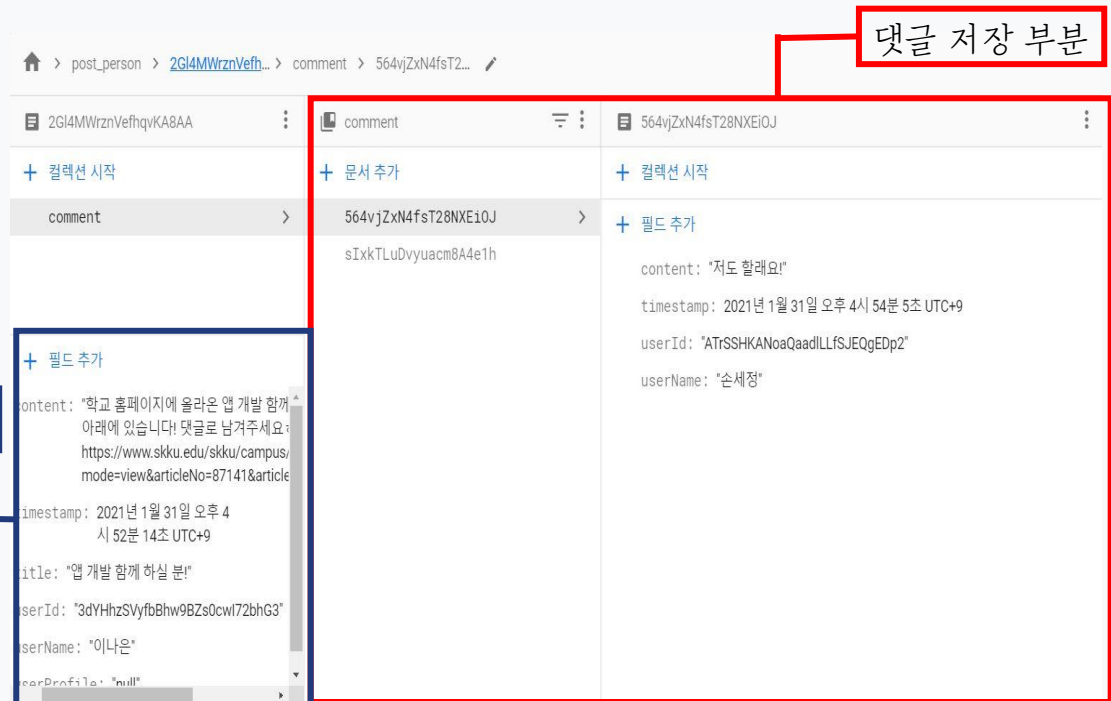 댓글 저장 부분
> post_person > 2Gl4MWrznVefh... > comment > 564vjZxN4fsT2...
2Gl4MWrznVefhqvKA8AA
+ 컬렉션 시작
comment
+ 필드 추가
content: "학교 홈페이지에 올라온 앱 개발 함께
아래에 있습니다! 댓글로 남겨주세요
https://www.skku.edu/skku/campus/
mode=view&articleNo=87141&article
timestamp: 2021년 1월 31일 오후 4
시 52분 14초 UTC+9
title: "앱 개발 함께 하실 분!"
userId: "3dYHhzSVyfbBhw9BZs0cwI72bhG3"
userName: "이나은"
userProfile: "null"
comment
+ 문서 추가
564vjZxN4fsT28NXEiOJ
sIxkTLuDvyuacm8A4e1h
564vjZxN4fsT28NXEiOJ
+ 컬렉션 시작
+ 필드 추가
content: "저도 할래요!"
timestamp: 2021년 1월 31일 오후 4시 54분 5초 UTC+9
userId: "ATrSSHKANoaQaadlLLfSJEQgEDp2"
userName: "손세정"